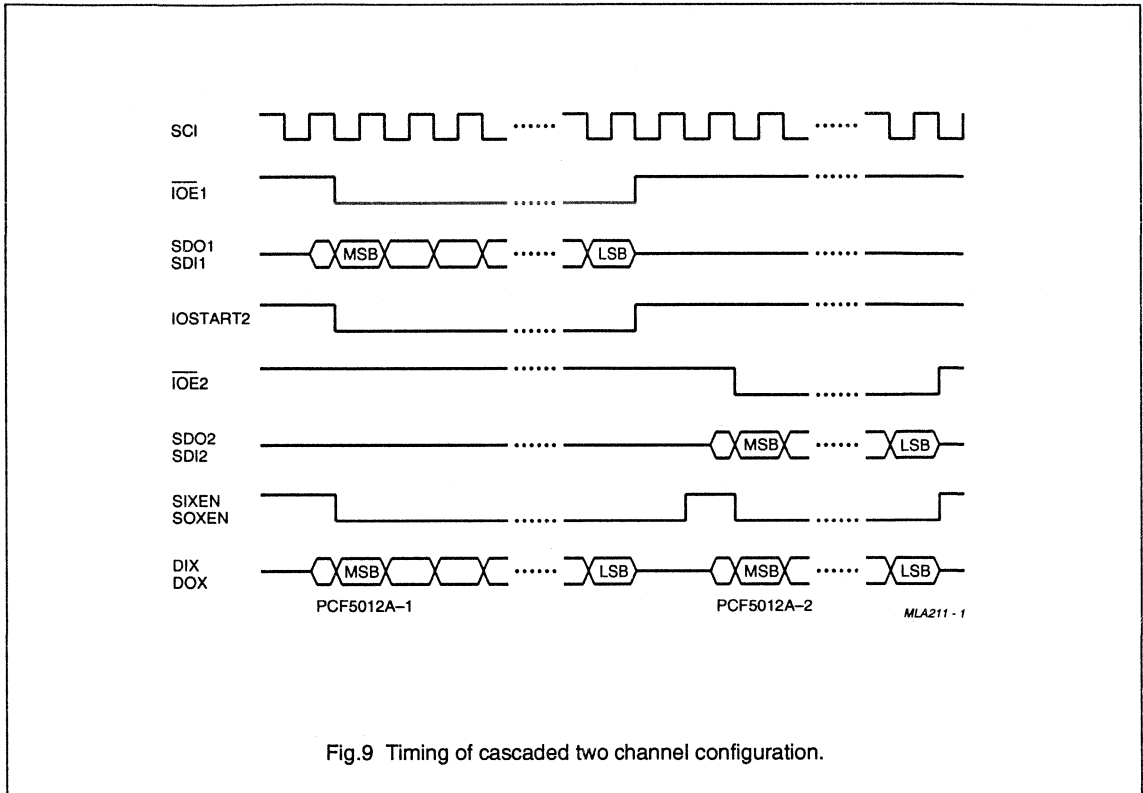 SCI
IOE1
SDO1
SDI1
MSB
LSB
IOSTART2
IOE2
SDO2
SDI2
MSB
LSB
SIXEN
SOXEN
DIX
DOX
MSB
LSB
MSB
LSB
PCF5012A–1
PCF5012A–2
MLA211 - 1
Fig.9 Timing of cascaded two channel configuration.